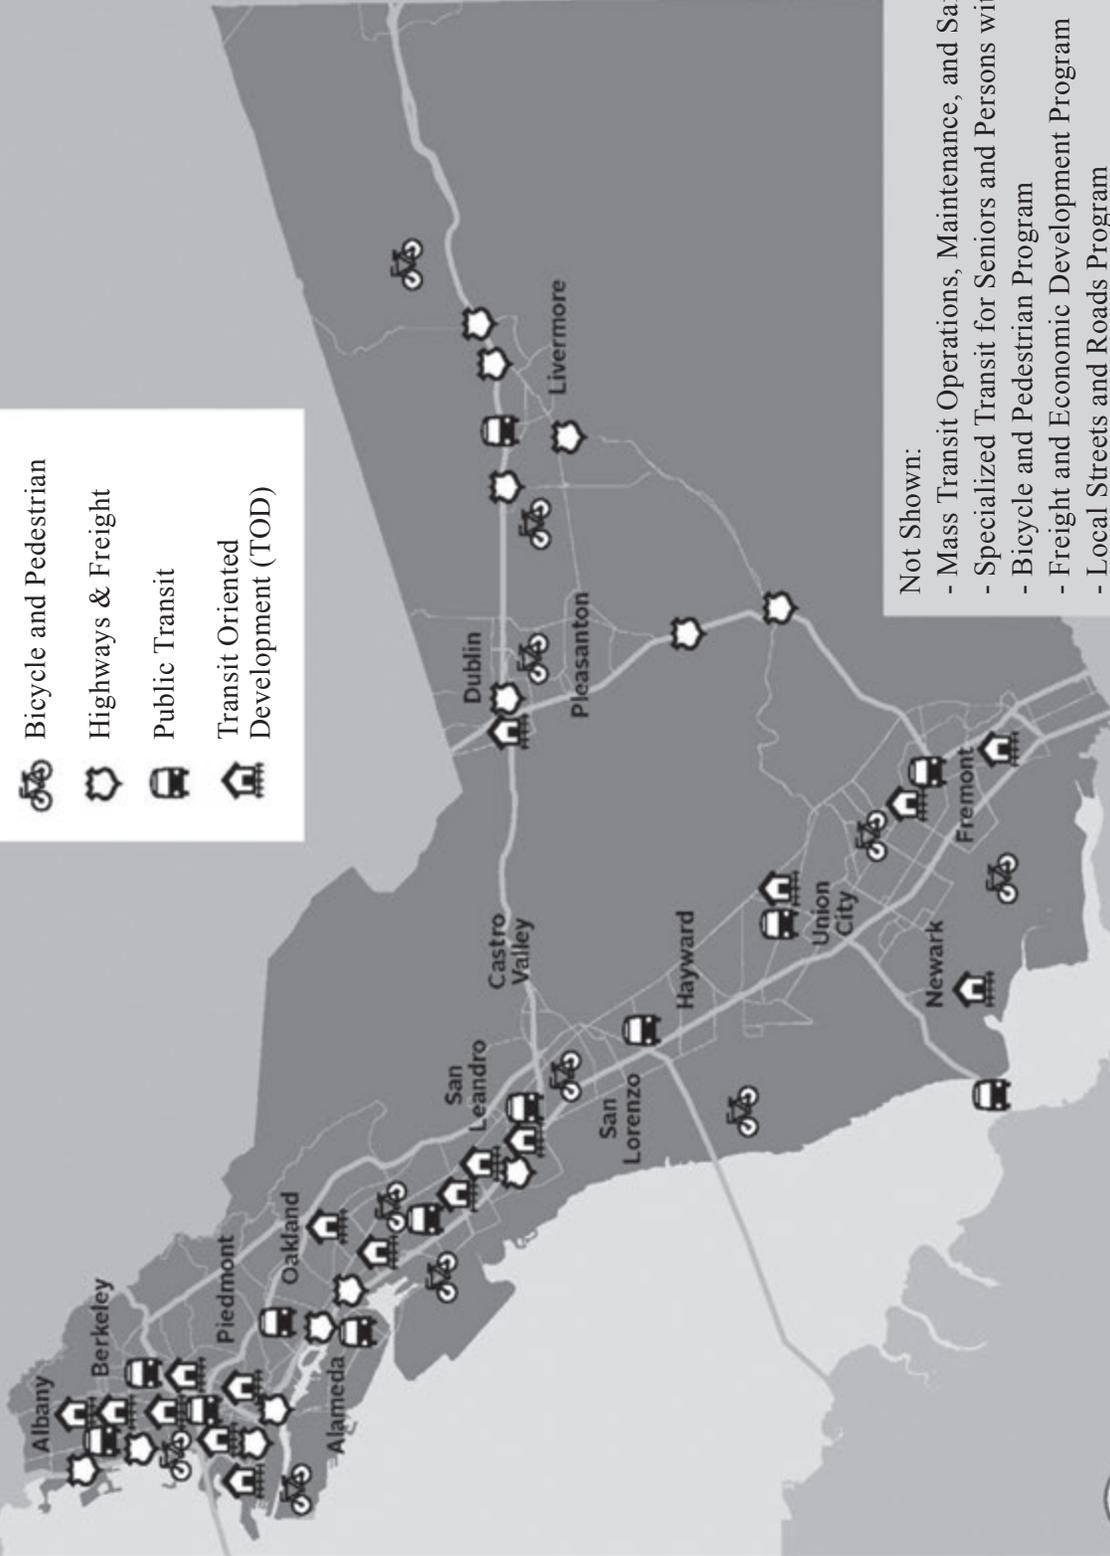 Bicycle and Pedestrian
Highways & Freight
Public Transit
Transit Oriented
Development (TOD)
Albany
Berkeley
Piedmont
Oakland
Alameda
San
Leandro
San
Lorenzo
Castro
Valley
Hayward
Dublin
Pleasanton
Livermore
Union
City
Newark
Fremont
Not Shown:
- Mass Transit Operations, Maintenance, and
- Specialized Transit for Seniors and Persons
- Bicycle and Pedestrian Program
- Freight and Economic Development Program
- Local Streets and Roads Program